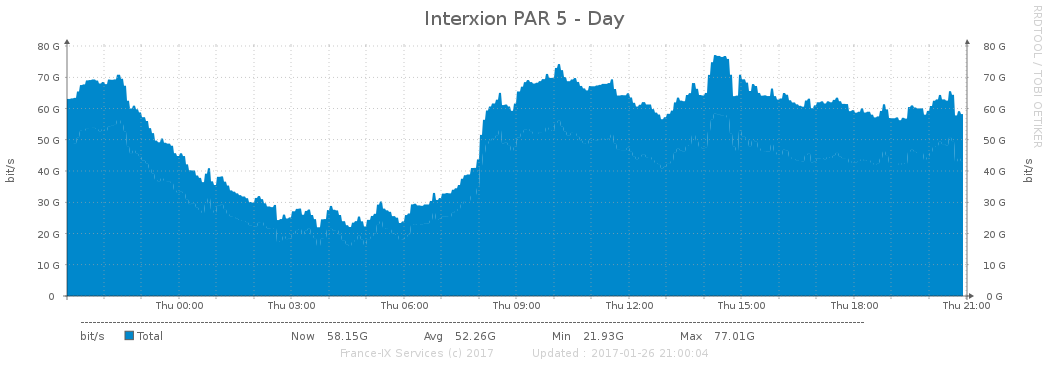 Interxion PAR 5 - Day
RRDTOOL / TOBI OETIKER
bit/s
80 G
70 G
60 G
50 G
40 G
30 G
20 G
10 G
0
80 G
70 G
60 G
50 G
40 G
30 G
20 G
10 G
0 G
bit/s
Thu 00:00 Thu 03:00 Thu 06:00 Thu 09:00 Thu 12:00 Thu 15:00 Thu 18:00 Thu 21:00
bit/s Total Now 58.15G Avg 52.26G Min 21.93G Max 77.01G
France-IX Services (c) 2017 Updated : 2017-01-26 21:00:04